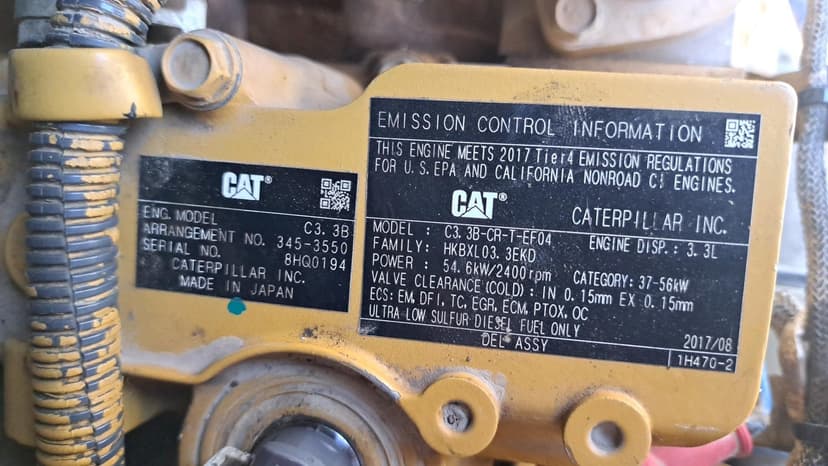 CAT®
ENG. MODEL C3. 3B
ARRANGEMENT NO. 345-3550
SERIAL NO. 8HQ0194
CATERPILLAR INC.
MADE IN JAPAN
EMISSION CONTROL INFORMATION
THIS ENGINE MEETS 2017 Tier4 EMISSION REGULATIONS
FOR U.S. EPA AND CALIFORNIA NONROAD CI ENGINES.
CAT® CATERPILLAR INC.
MODEL : C3. 3B-CR-T-EF04 ENGINE DISP.: 3. 3L
FAMILY: HKBXL03. 3EKD
POWER : 54. 6kW/2400rpm CATEGORY: 37-56kW
VALVE CLEARANCE (COLD) : IN 0. 15mm EX 0. 15mm
ECS: EM, DFI, TC, EGR, ECM, PTOX, OC
ULTRA LOW SULFUR DIESEL FUEL ONLY
DEL ASSY 2017/08
1H470-2